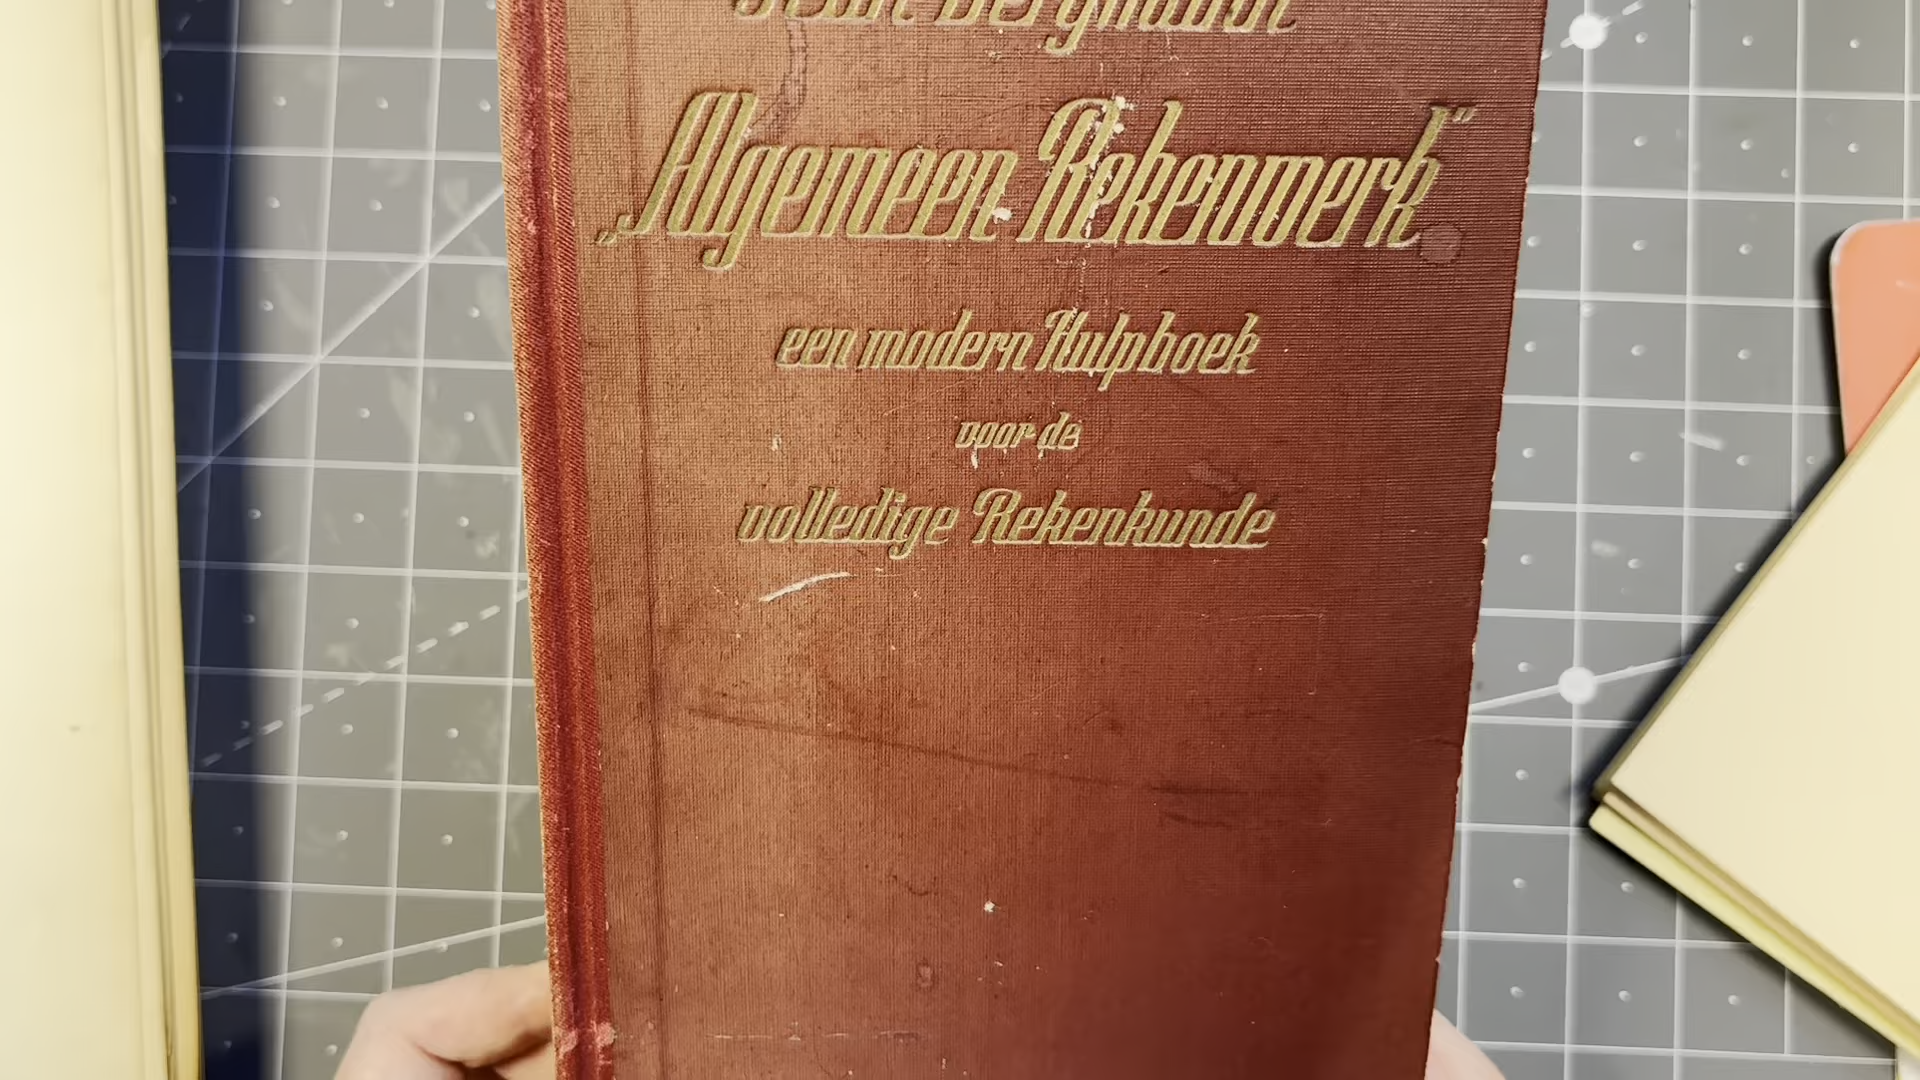 „Algemeen Rekenwerk”
een modern Hulpboek
voor de
volledige Rekenkunde